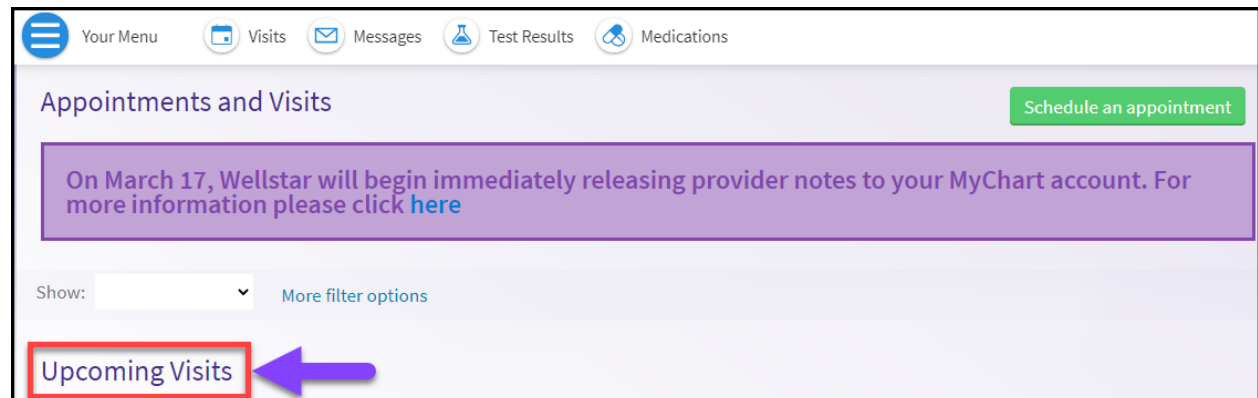 Your Menu Visits Messages Test Results Medications
Appointments and Visits
Schedule an appointment
On March 17, Wellstar will begin immediately releasing provider notes to your MyChart account. For
more information please click here
Show: More filter options
Upcoming Visits